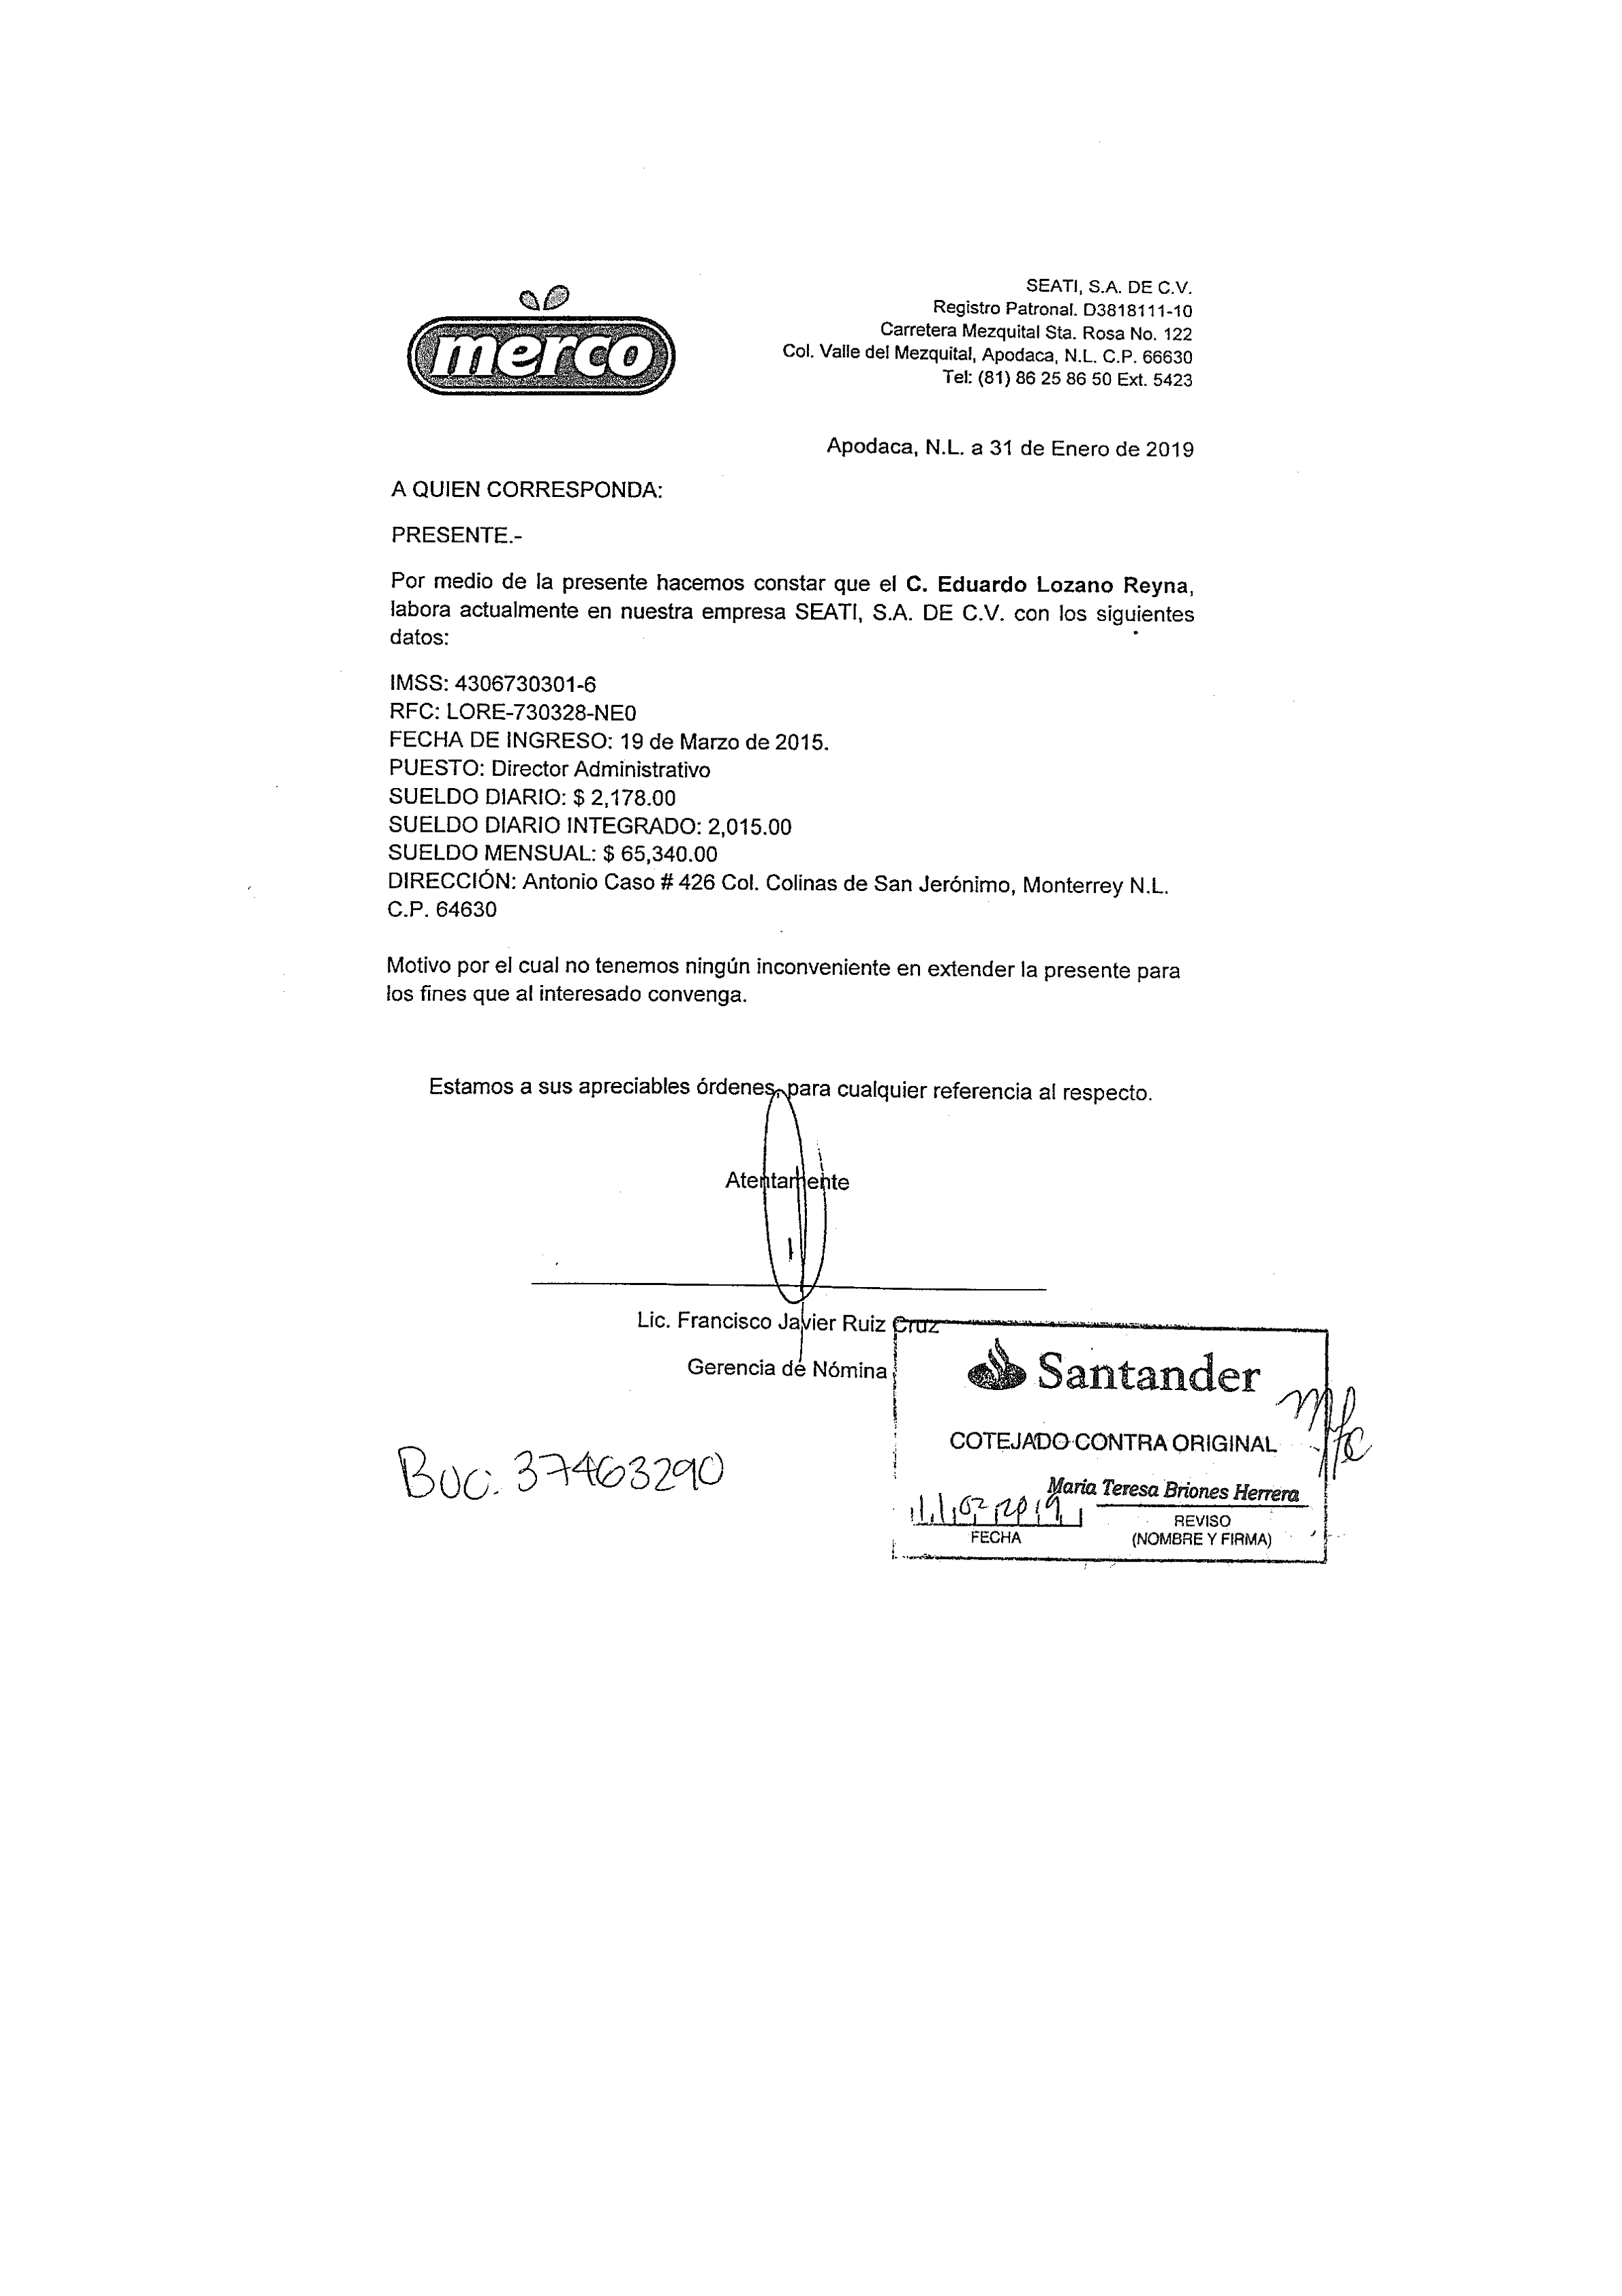 merco
SEATI, S.A. DE C.V.
Registro Patronal. D3818111-10
Carretera Mezquital Sta. Rosa No. 122
Col. Valle del Mezquital, Apodaca, N.L. C.P. 66630
Tel: (81) 86 25 86 50 Ext. 5423
Apodaca, N.L. a 31 de Enero de 2019
A QUIEN CORRESPONDA:
PRESENTE.-
Por medio de la presente hacemos constar que el C. Eduardo Lozano Reyna,
labora actualmente en nuestra empresa SEATI, S.A. DE C.V. con los siguientes
datos:
IMSS: 4306730301-6
RFC: LORE-730328-NE0
FECHA DE INGRESO: 19 de Marzo de 2015.
PUESTO: Director Administrativo
SUELDO DIARIO: $ 2,178.00
SUELDO DIARIO INTEGRADO: 2,015.00
SUELDO MENSUAL: $ 65,340.00
DIRECCIÓN: Antonio Caso # 426 Col. Colinas de San Jerónimo, Monterrey N.L.
C.P. 64630
Motivo por el cual no tenemos ningún inconveniente en extender la presente para
los fines que al interesado convenga.
Estamos a sus apreciables órdenes, para cualquier referencia al respecto.
Atentamente
Lic. Francisco Javier Ruiz Cruz
Gerencia de Nómina
Santander
COTEJADO CONTRA ORIGINAL
Maria Teresa Briones Herrera
11 02 2019
FECHA
REVISO
(NOMBRE Y FIRMA)
Buc. 37463290